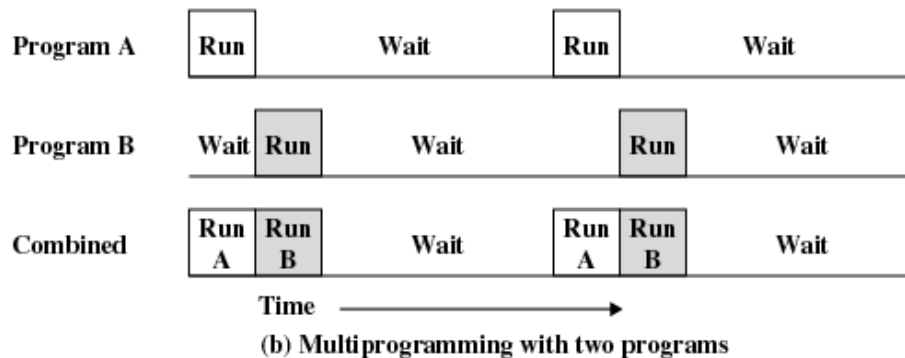 Program A Run Wait Run Wait
Program B Wait Run Wait Run Wait
Combined Run A Run B Wait Run A Run B Wait
Time
(b) Multiprogramming with two programs